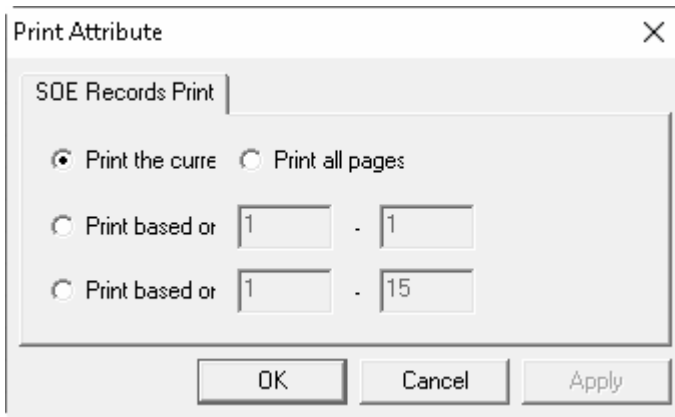 Print Attribute
SOE Records Print
Print the curre Print all pages
Print based or 1 - 1
Print based or 1 - 15
OK Cancel Apply